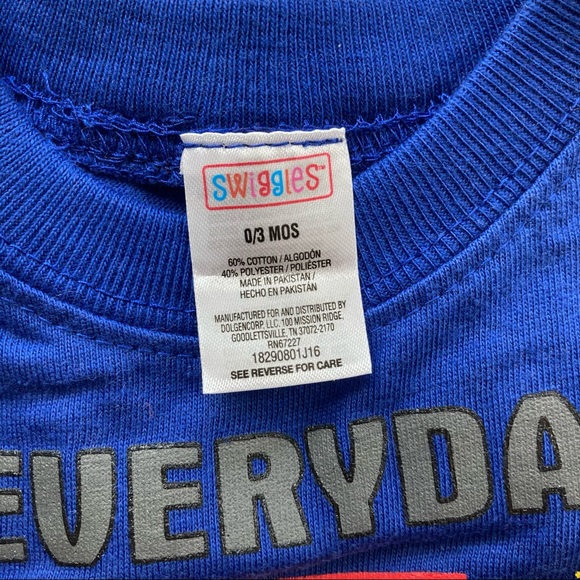 Swiggles™
0/3 MOS
60% COTTON / ALGODÓN
40% POLYESTER / POLIÉSTER
MADE IN PAKISTAN /
HECHO EN PAKISTÁN
MANUFACTURED FOR AND DISTRIBUTED BY
DOLGENCORP, LLC. 100 MISSION RIDGE,
GOODLETTSVILLE, TN 37072-2170
RN67227
18290801J16
SEE REVERSE FOR CARE
EVERYDA